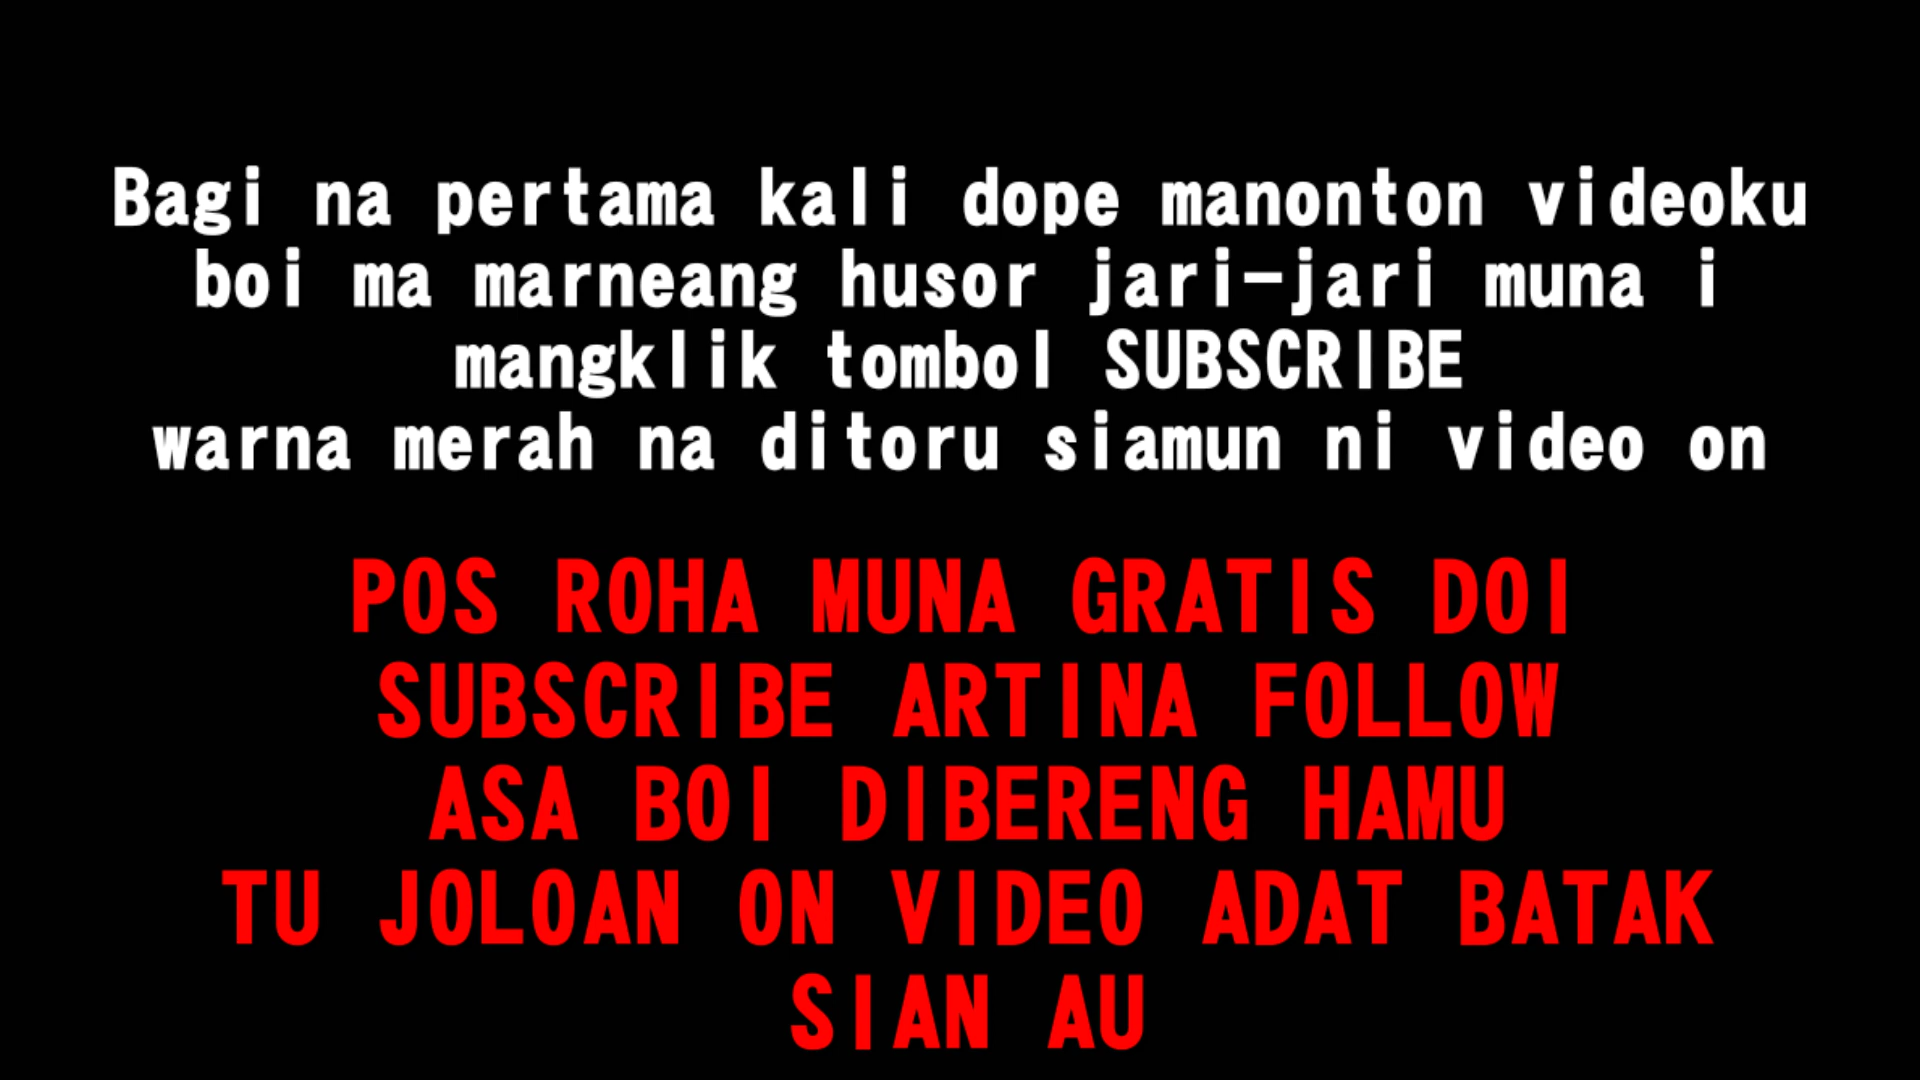 Bagi na pertama kali dope manonton videoku
boi ma marneang husor jari-jari muna i
mangklik tombol SUBSCRIBE
warna merah na ditoru siamun ni video on
POS ROHA MUNA GRATIS DOI
SUBSCRIBE ARTINA FOLLOW
ASA BOI DIBERENG HAMU
TU JOLOAN ON VIDEO ADAT BATAK
SIAN AU